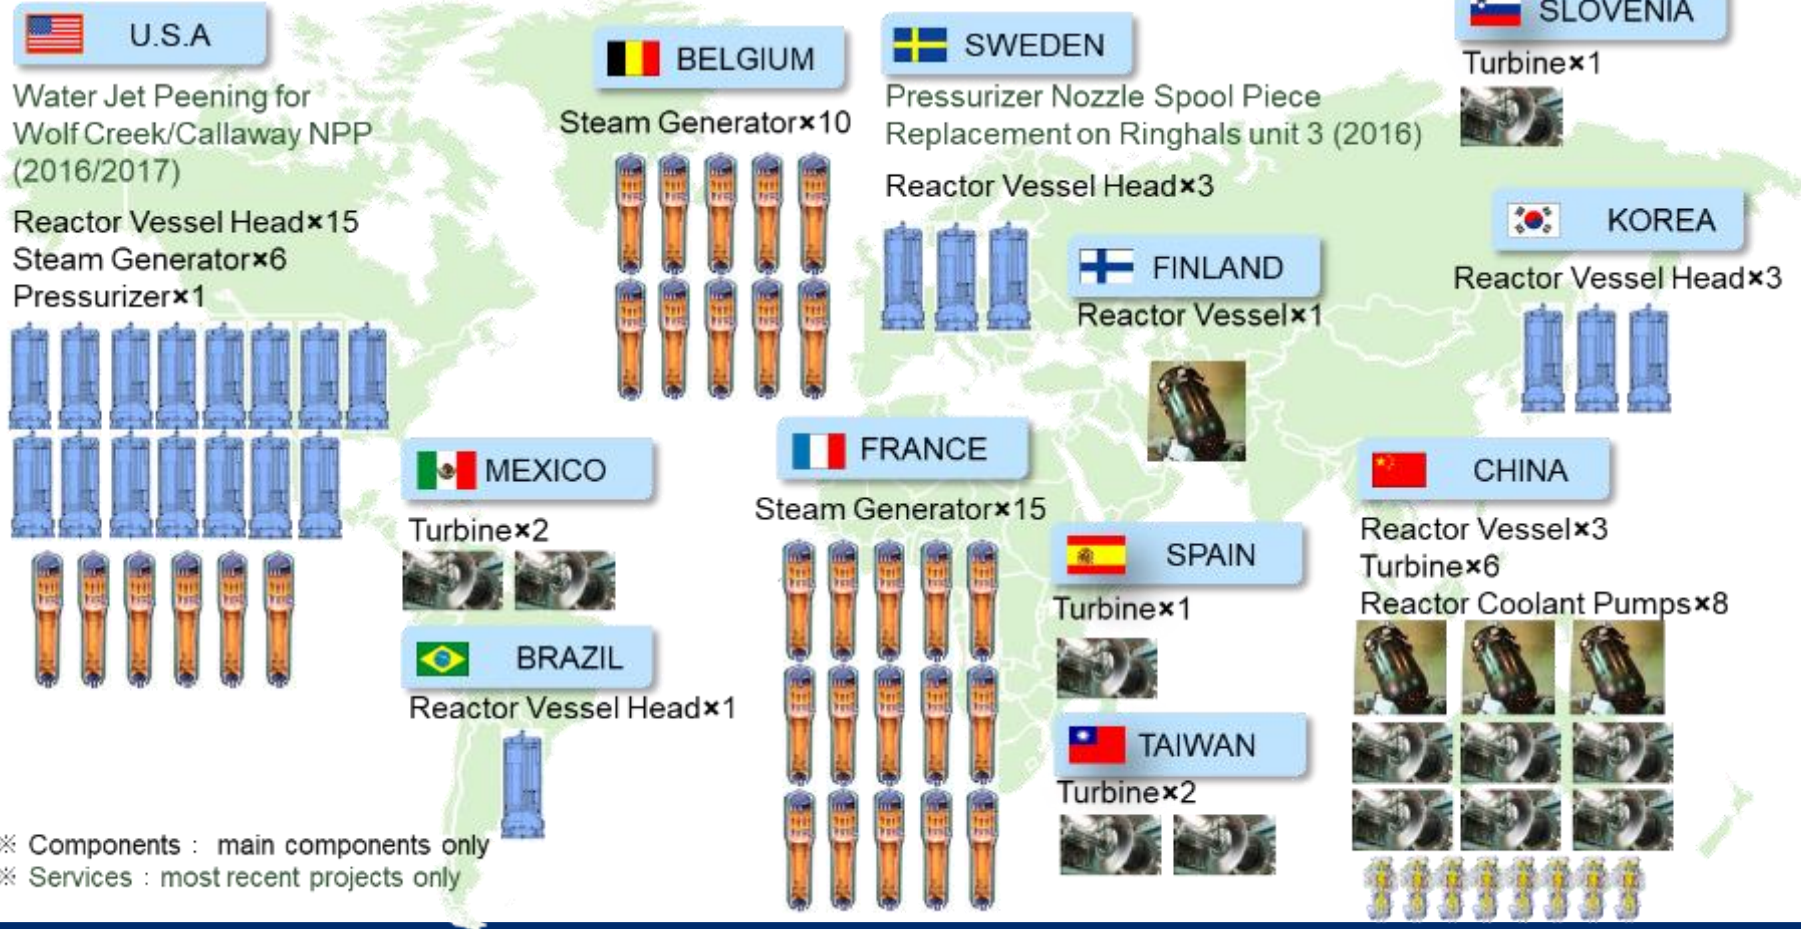 U.S.A
Water Jet Peening for
Wolf Creek/Callaway NPP
(2016/2017)
Reactor Vessel Head×15
Steam Generator×6
Pressurizer×1
BELGIUM
Steam Generator×10
SWEDEN
Pressurizer Nozzle Spool Piece
Replacement on Ringhals unit 3 (2016)
Reactor Vessel Head×3
SLOVENIA
Turbine×1
FINLAND
Reactor Vessel×1
KOREA
Reactor Vessel Head×3
MEXICO
Turbine×2
BRAZIL
Reactor Vessel Head×1
FRANCE
Steam Generator×15
SPAIN
Turbine×1
TAIWAN
Turbine×2
CHINA
Reactor Vessel×3
Turbine×6
Reactor Coolant Pumps×8
※ Components : main components only
※ Services : most recent projects only